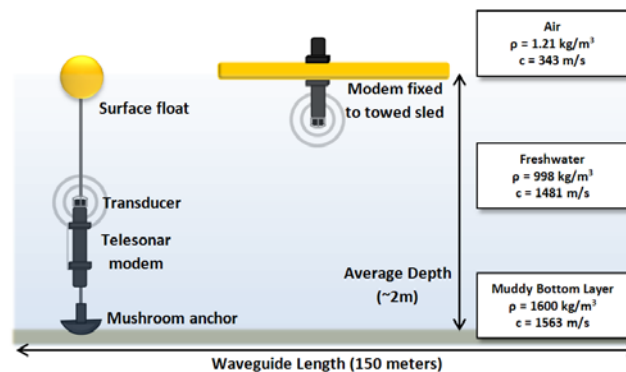 Air
ρ = 1.21 kg/m³
c = 343 m/s
Surface float
Modem fixed
to towed sled
Freshwater
ρ = 998 kg/m³
c = 1481 m/s
Transducer
Telesonar
modem
Average Depth
(~2m)
Mushroom anchor
Muddy Bottom Layer
ρ = 1600 kg/m³
c = 1563 m/s
Waveguide Length (150 meters)